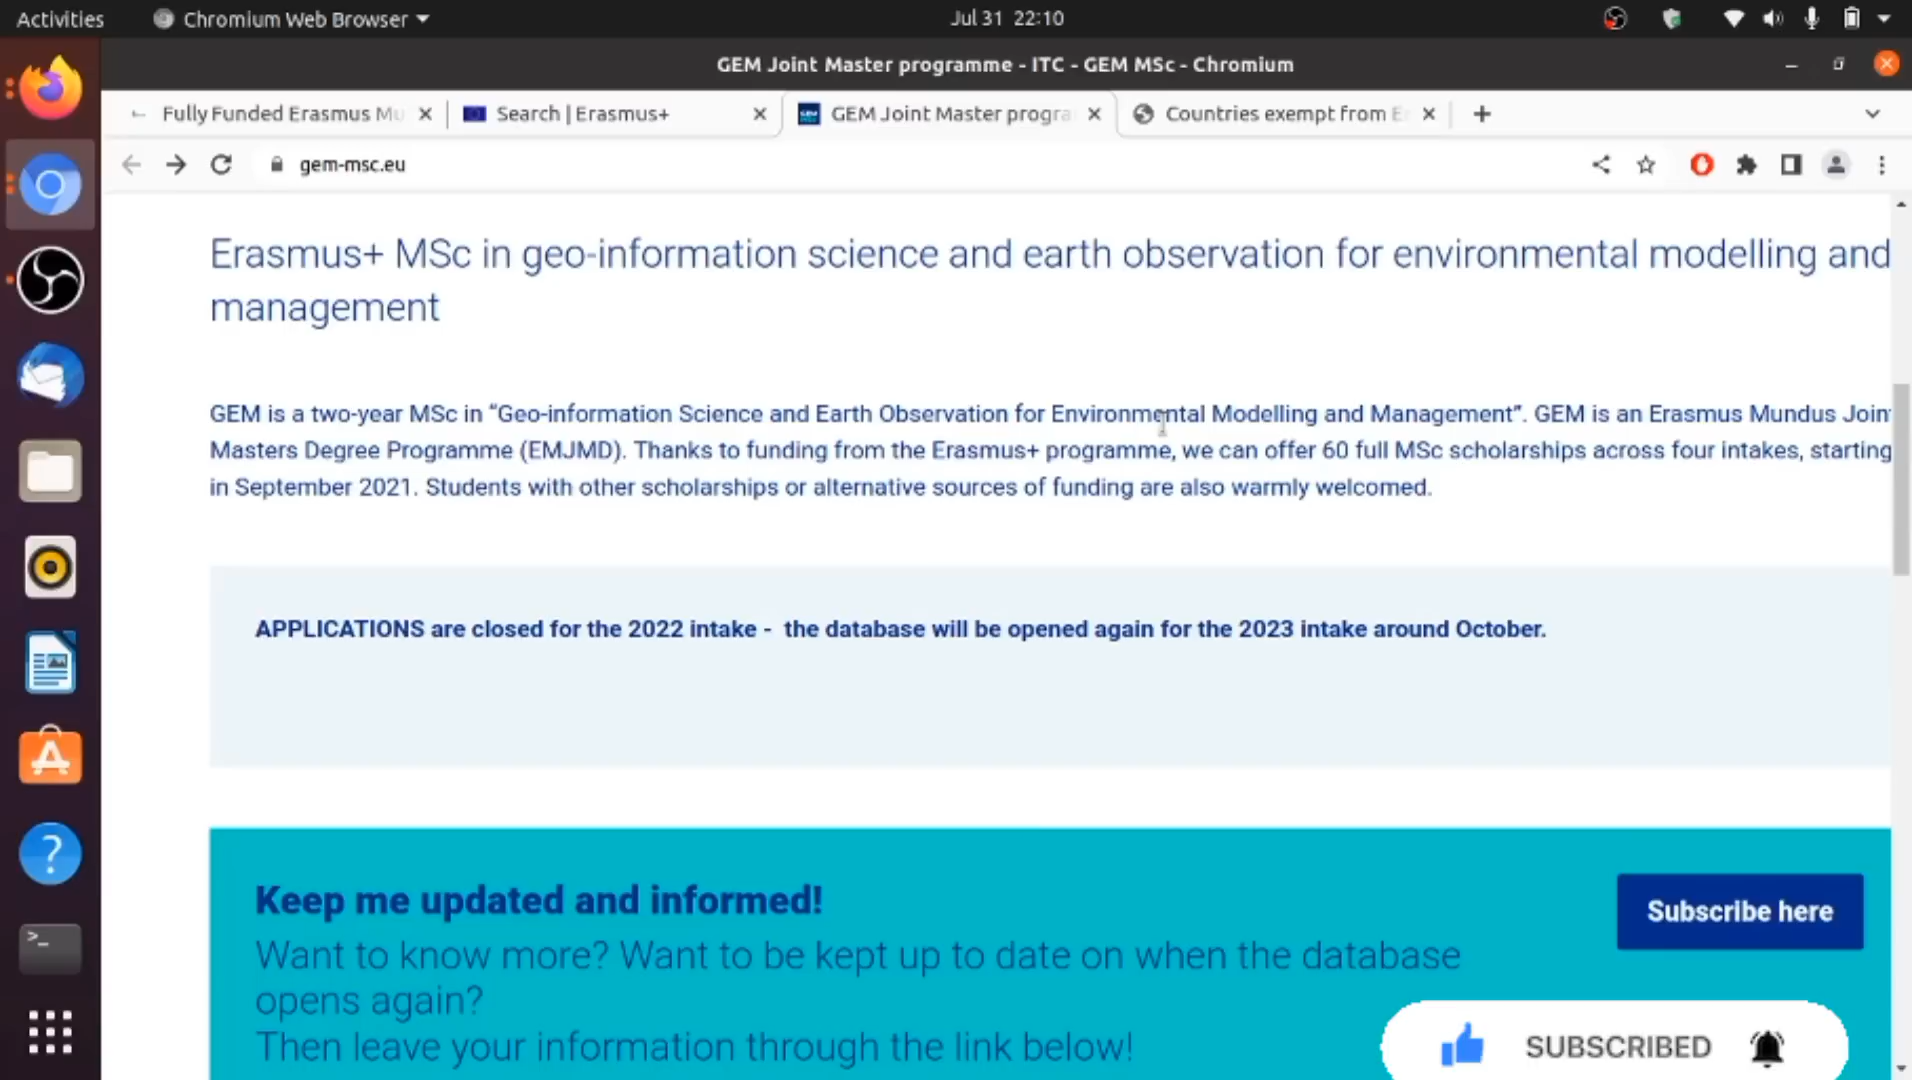 Activities
Chromium Web Browser
Jul 31 22:10
GEM Joint Master programme - ITC - GEM MSc - Chromium
Fully Funded Erasmus Mu
Search | Erasmus+
GEM Joint Master progra
Countries exempt from E
gem-msc.eu
Erasmus+ MSc in geo-information science and earth observation for environmental modelling and
management
GEM is a two-year MSc in “Geo-information Science and Earth Observation for Environmental Modelling and Management”. GEM is an Erasmus Mundus Join
Masters Degree Programme (EMJMD). Thanks to funding from the Erasmus+ programme, we can offer 60 full MSc scholarships across four intakes, starting
in September 2021. Students with other scholarships or alternative sources of funding are also warmly welcomed.
APPLICATIONS are closed for the 2022 intake - the database will be opened again for the 2023 intake around October.
Keep me updated and informed!
Subscribe here
Want to know more? Want to be kept up to date on when the database
opens again?
Then leave your information through the link below!
SUBSCRIBED